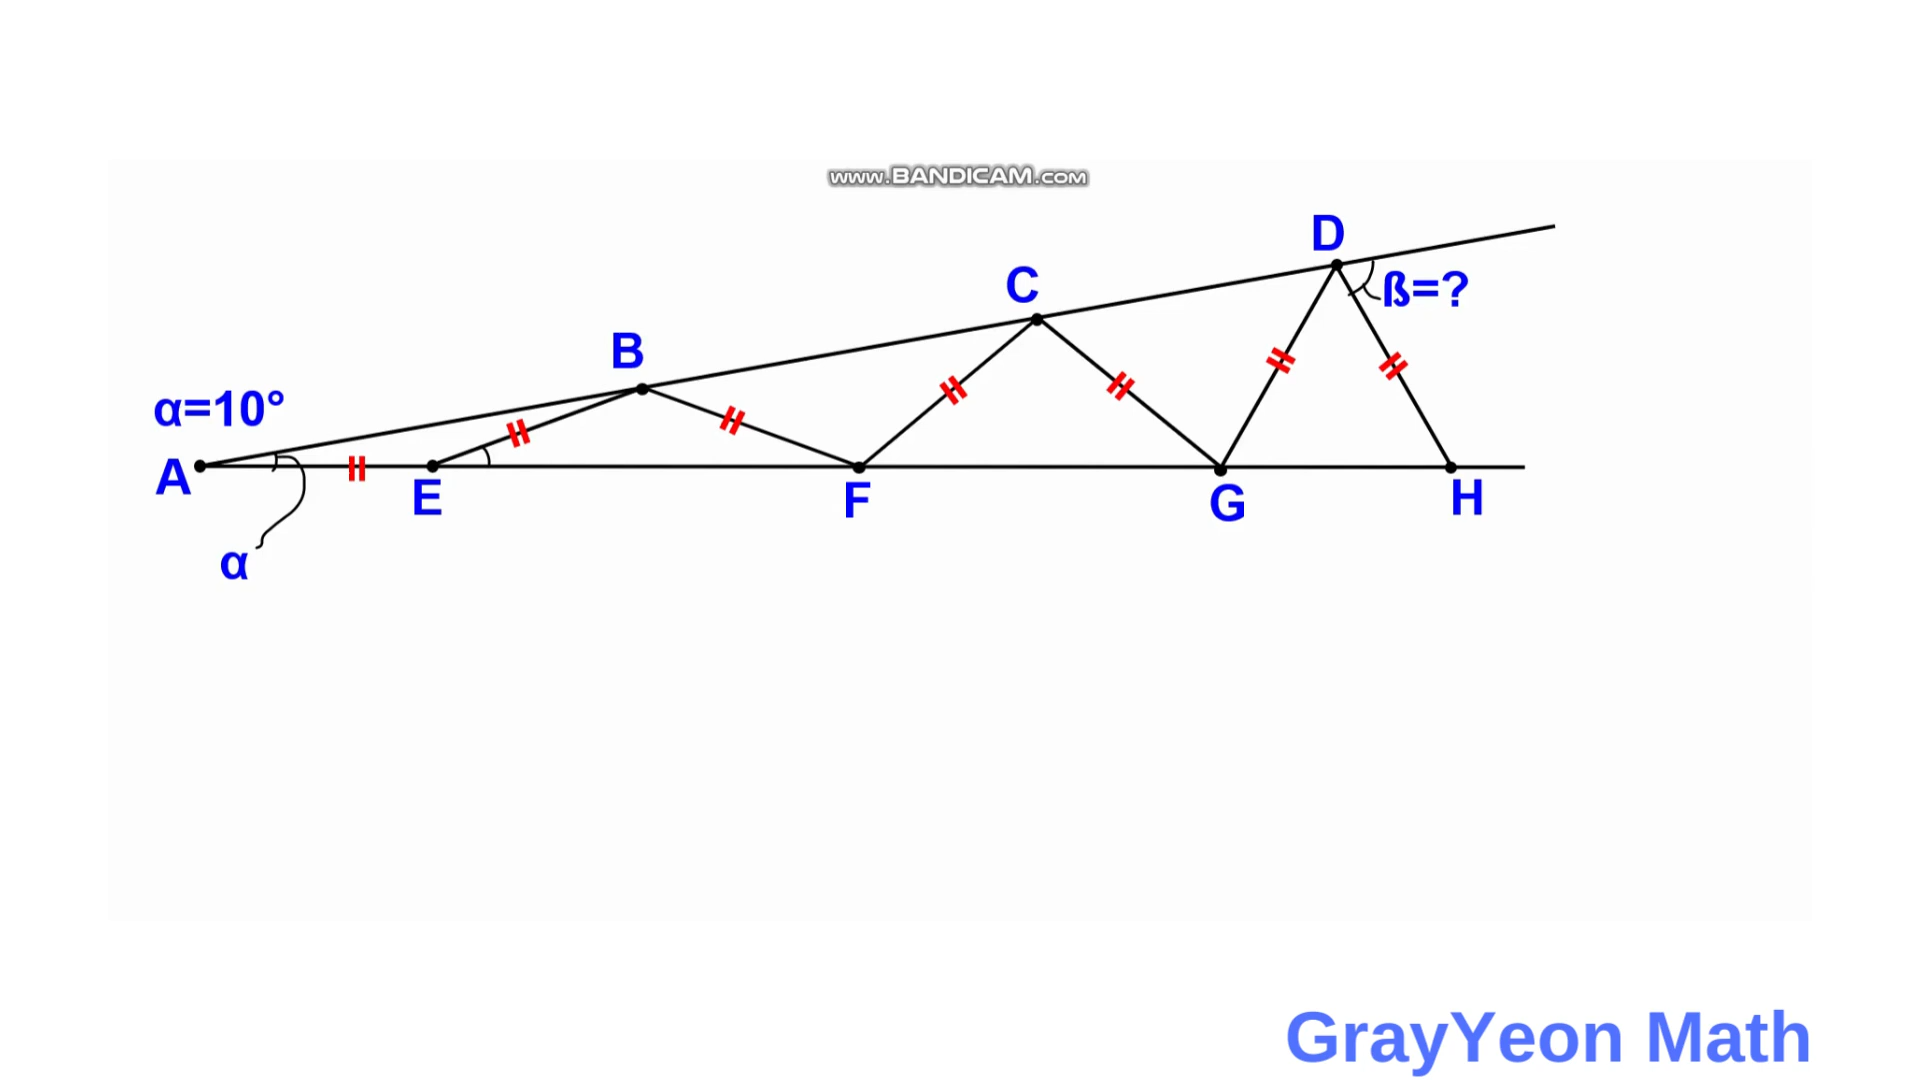 www.BANDICAM.com
D
ß=?
C
B
α=10°
A
E
F
G
H
α
GrayYeon Math